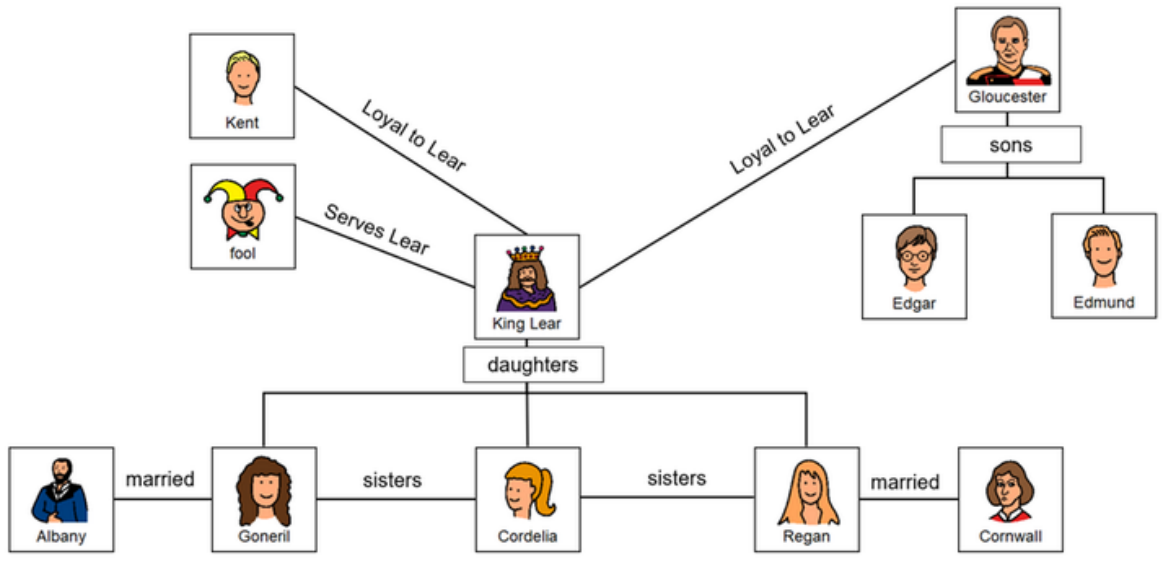 Gloucester
Kent
Loyal to Lear
Loyal to Lear
sons
fool
Serves Lear
Edgar
Edmund
King Lear
daughters
Albany
married
Goneril
sisters
Cordelia
sisters
Regan
married
Cornwall